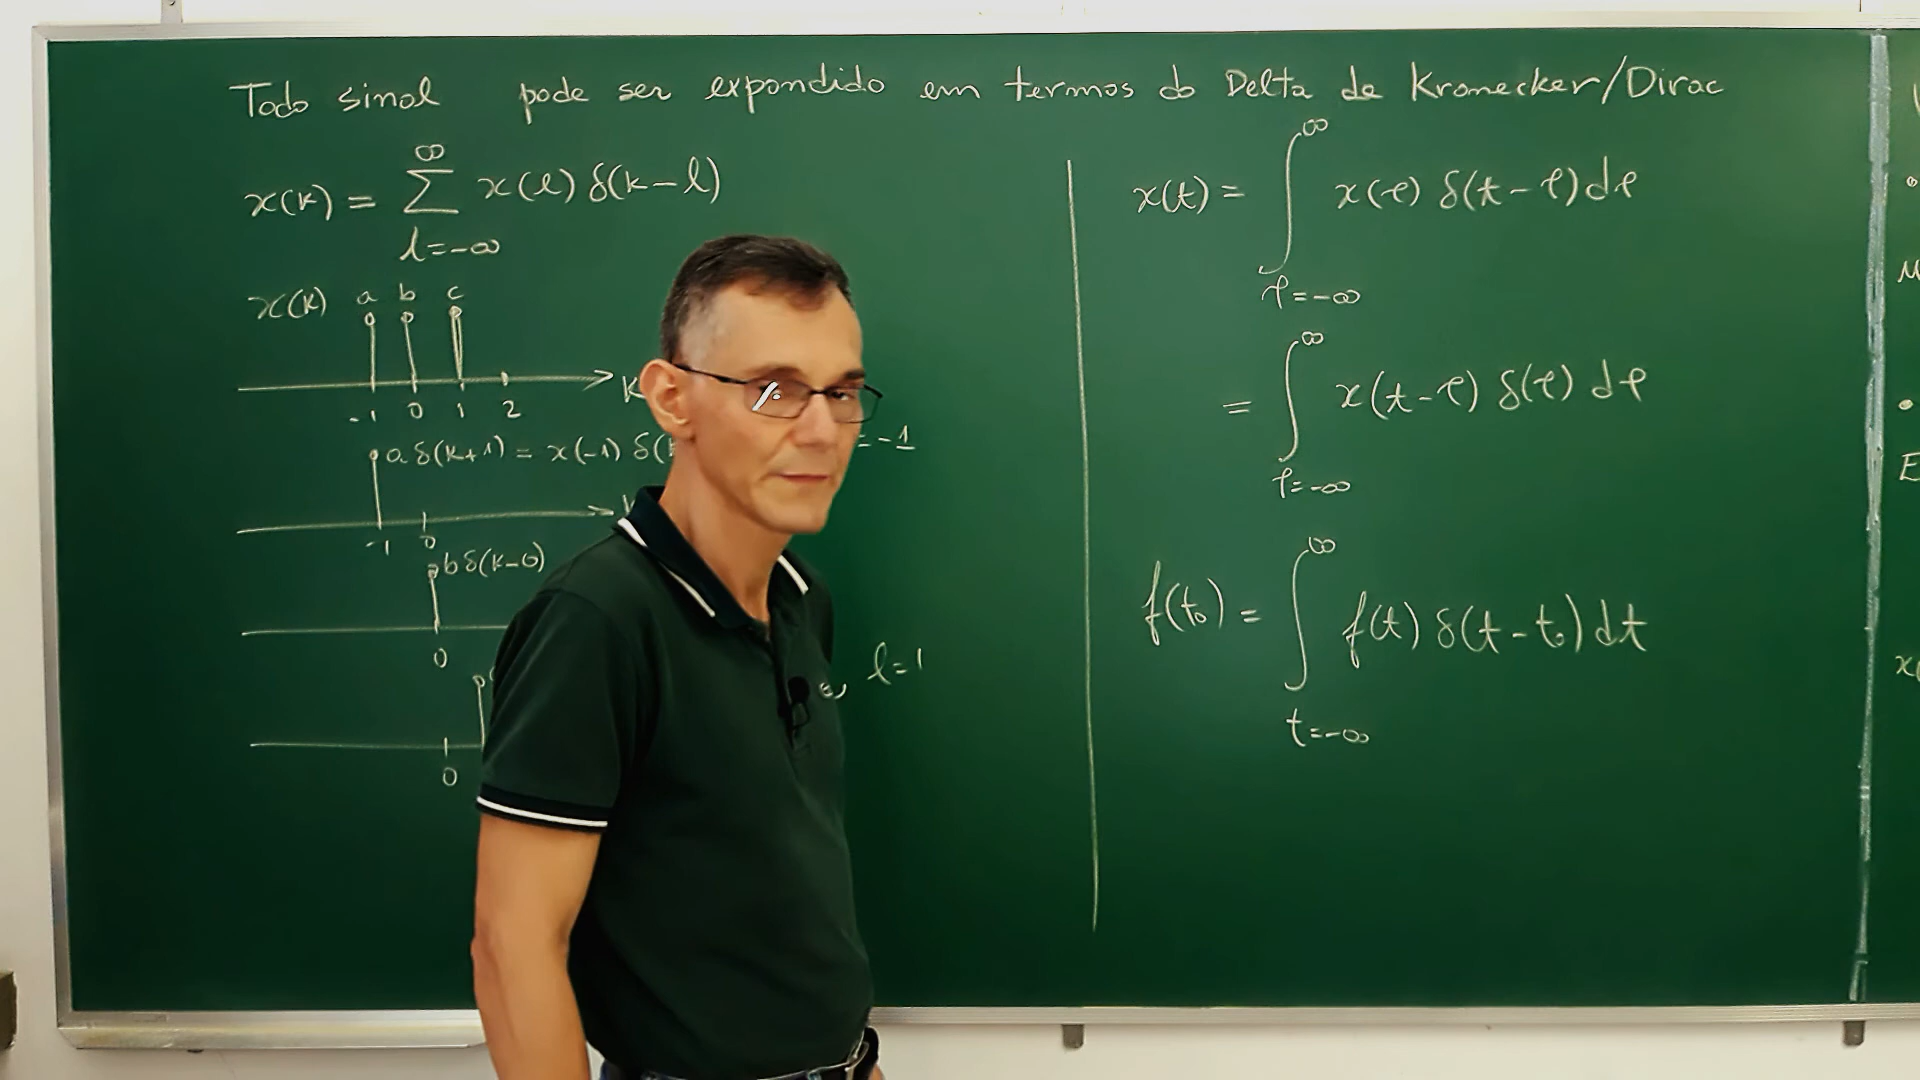 Todo sinal pode ser expandido em termos do Delta de Kronecker/Dirac
x(k) = ∞ Σ l=-∞ x(l) δ(k-l)
x(k) a b c
-1 0 1 2
a δ(k+1) = x(-1) δ( = -1
-1 0
b δ(k-0)
0
l=1
0
x(t) = ∫ ∞ τ=-∞ x(τ) δ(t-τ)dτ
= ∫ ∞ τ=-∞ x(t-τ) δ(τ) dτ
f(t₀) = ∫ ∞ t=-∞ f(t) δ(t-t₀) dt